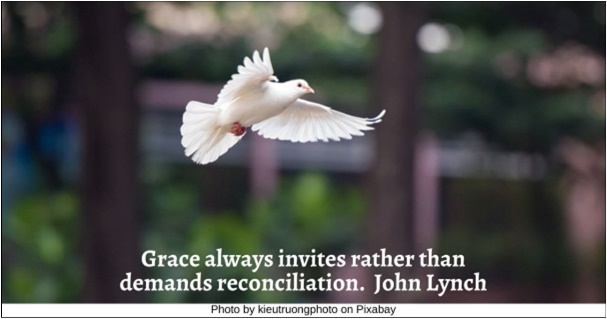 Grace always invites rather than
demands reconciliation.  John Lynch
Photo by kieutruongphoto on Pixabay